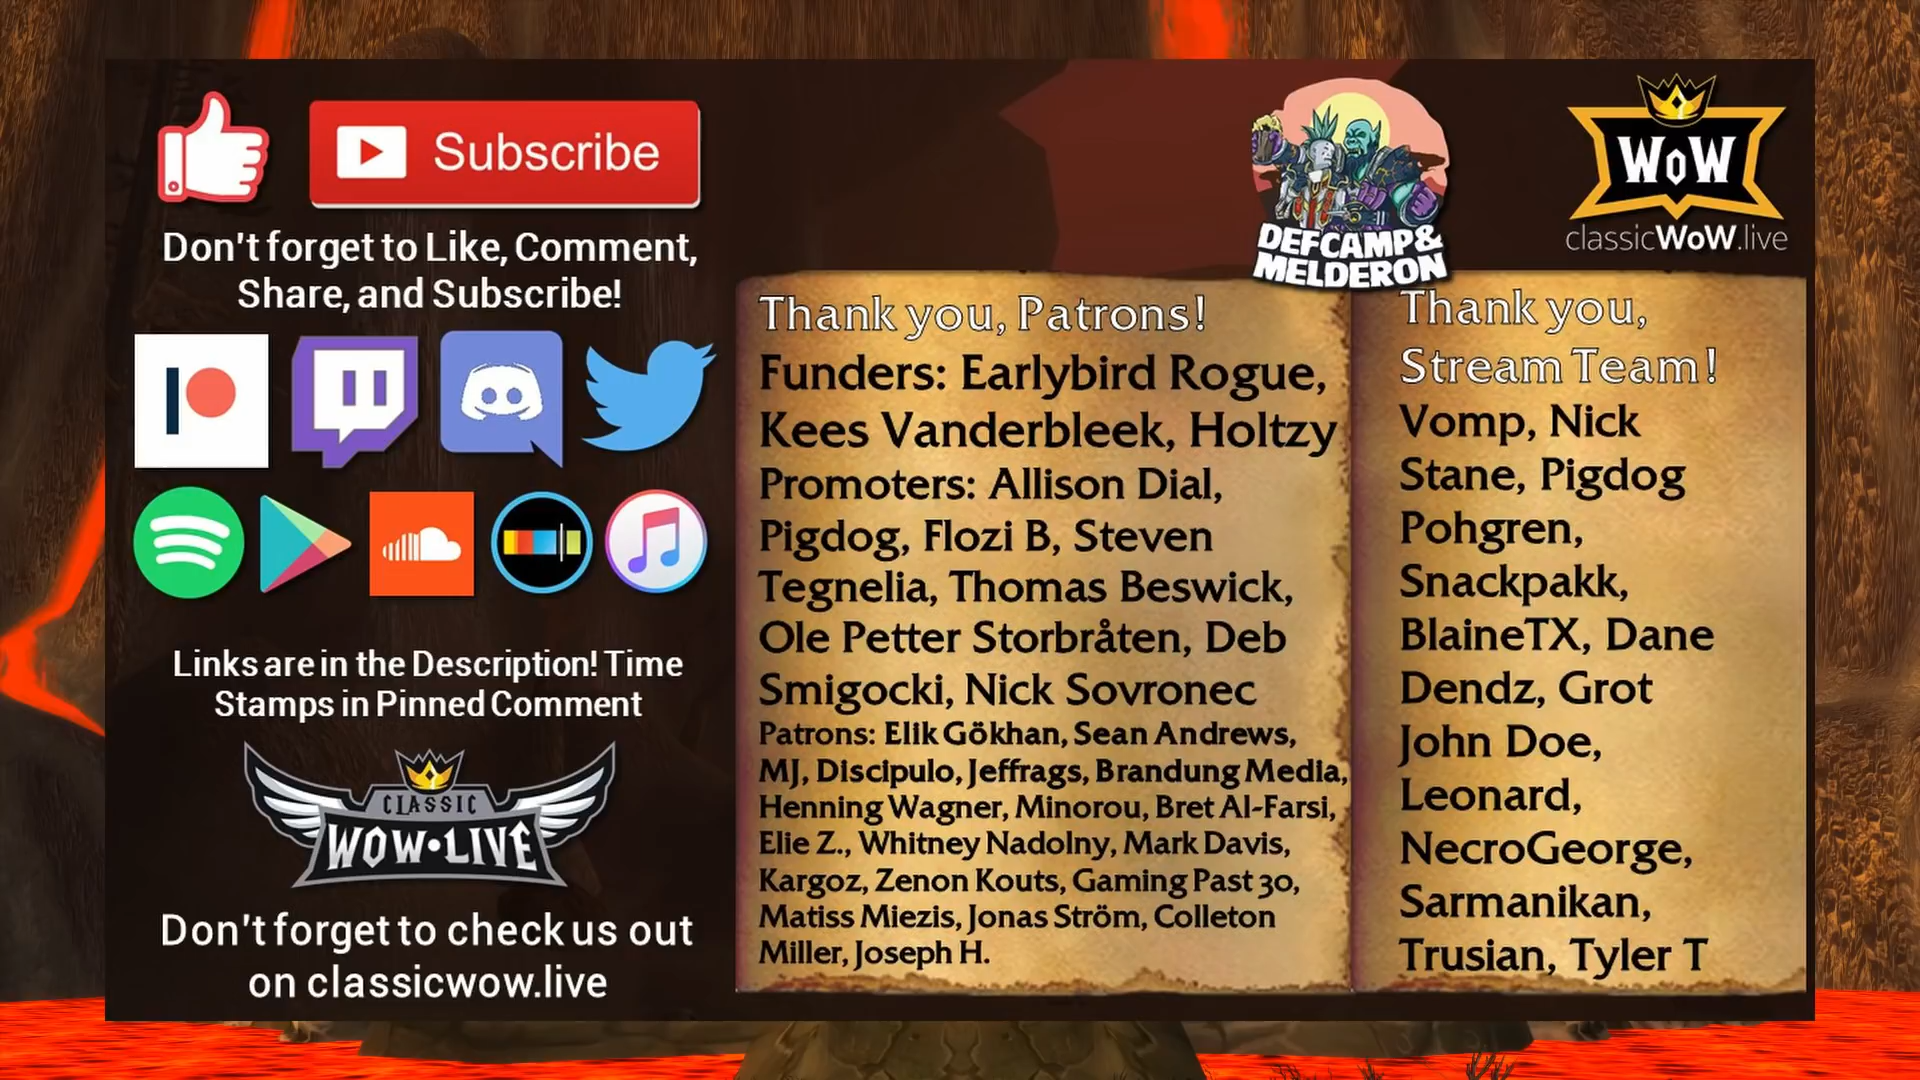 Subscribe
Don't forget to Like, Comment,
Share, and Subscribe!
Links are in the Description! Time
Stamps in Pinned Comment
CLASSIC
WOW•LIVE
Don't forget to check us out
on classicwow.live
DEFCAMP&
MELDERON
WoW
classicWoW.live
Thank you, Patrons!
Funders: Earlybird Rogue,
Kees Vanderbleek, Holtzy
Promoters: Allison Dial,
Pigdog, Flozi B, Steven
Tegnelia, Thomas Beswick,
Ole Petter Storbråten, Deb
Smigocki, Nick Sovronec
Patrons: Elik Gökhan, Sean Andrews,
MJ, Discipulo, Jeffrags, Brandung Media,
Henning Wagner, Minorou, Bret Al-Farsi,
Elie Z., Whitney Nadolny, Mark Davis,
Kargoz, Zenon Kouts, Gaming Past 30,
Matiss Miezis, Jonas Ström, Colleton
Miller, Joseph H.
Thank you,
Stream Team!
Vomp, Nick
Stane, Pigdog
Pohgren,
Snackpakk,
BlaineTX, Dane
Dendz, Grot
John Doe,
Leonard,
NecroGeorge,
Sarmanikan,
Trusian, Tyler T